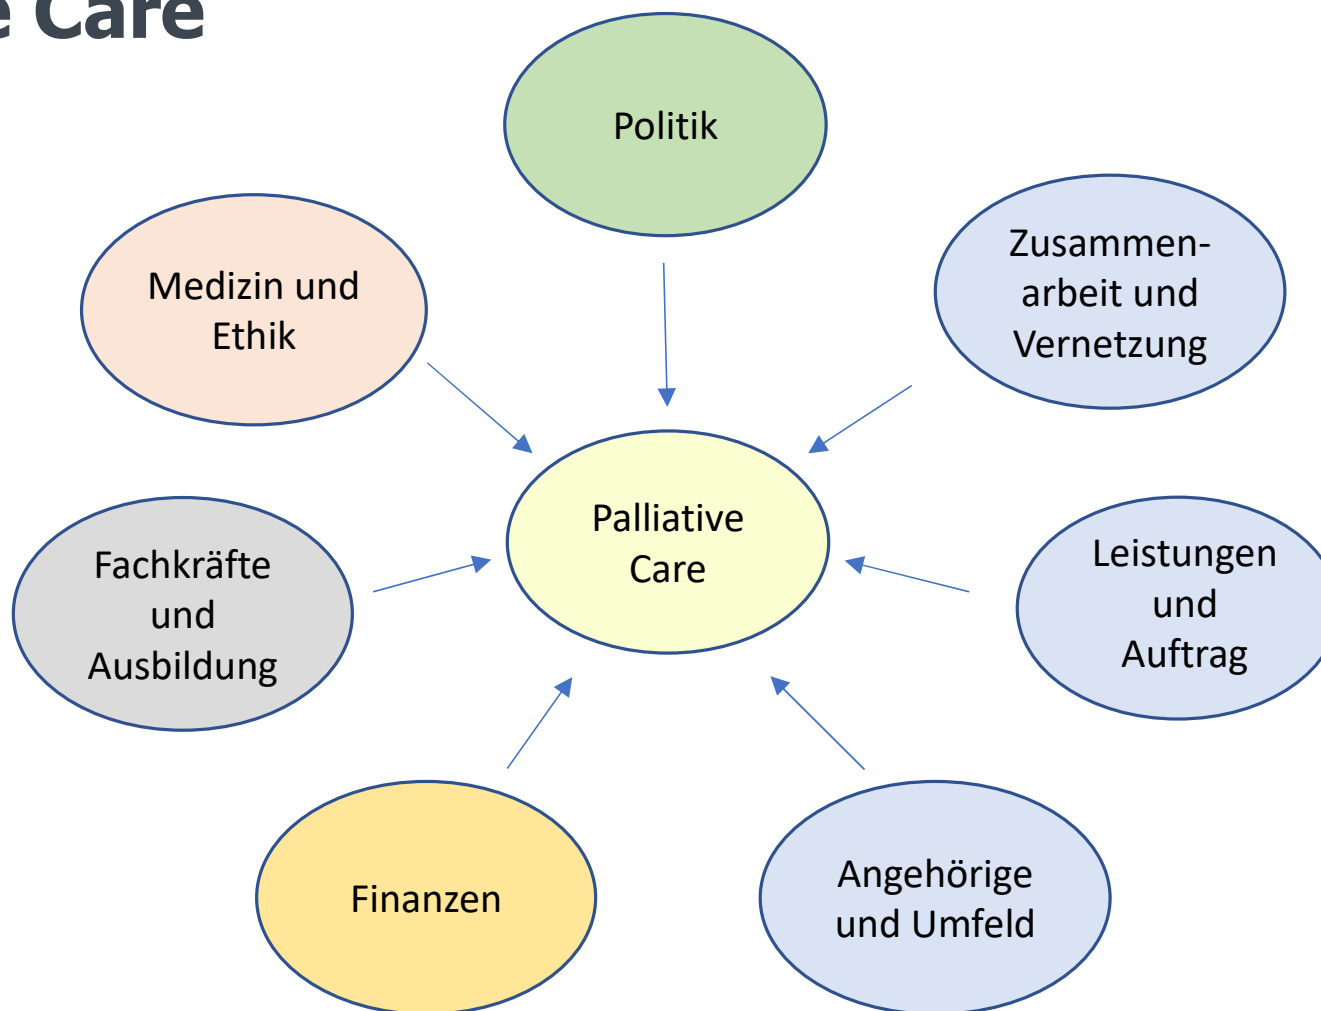 e Care
Politik
Zusammen-
arbeit und
Vernetzung
Medizin und
Ethik
Palliative
Care
Leistungen
und
Auftrag
Fachkräfte
und
Ausbildung
Finanzen
Angehörige
und Umfeld